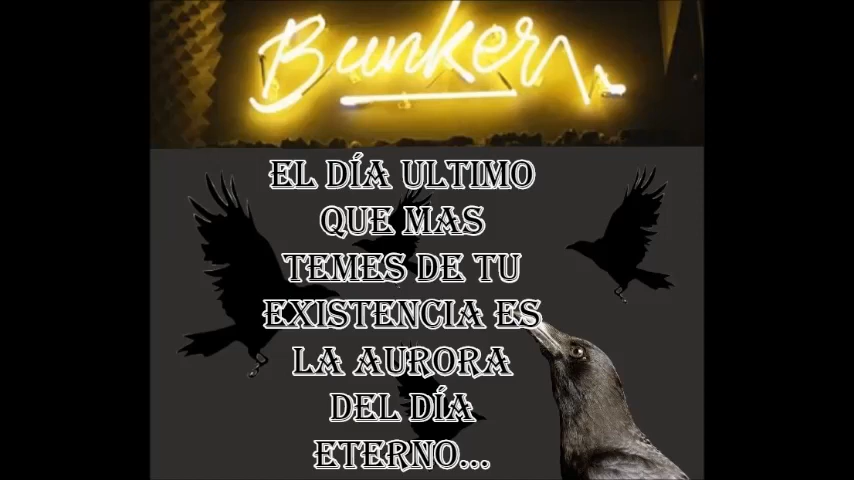 Bunker
EL DÍA ULTIMO
QUE MAS
TEMES DE TU
EXISTENCIA ES
LA AURORA
DEL DÍA
ETERNO...